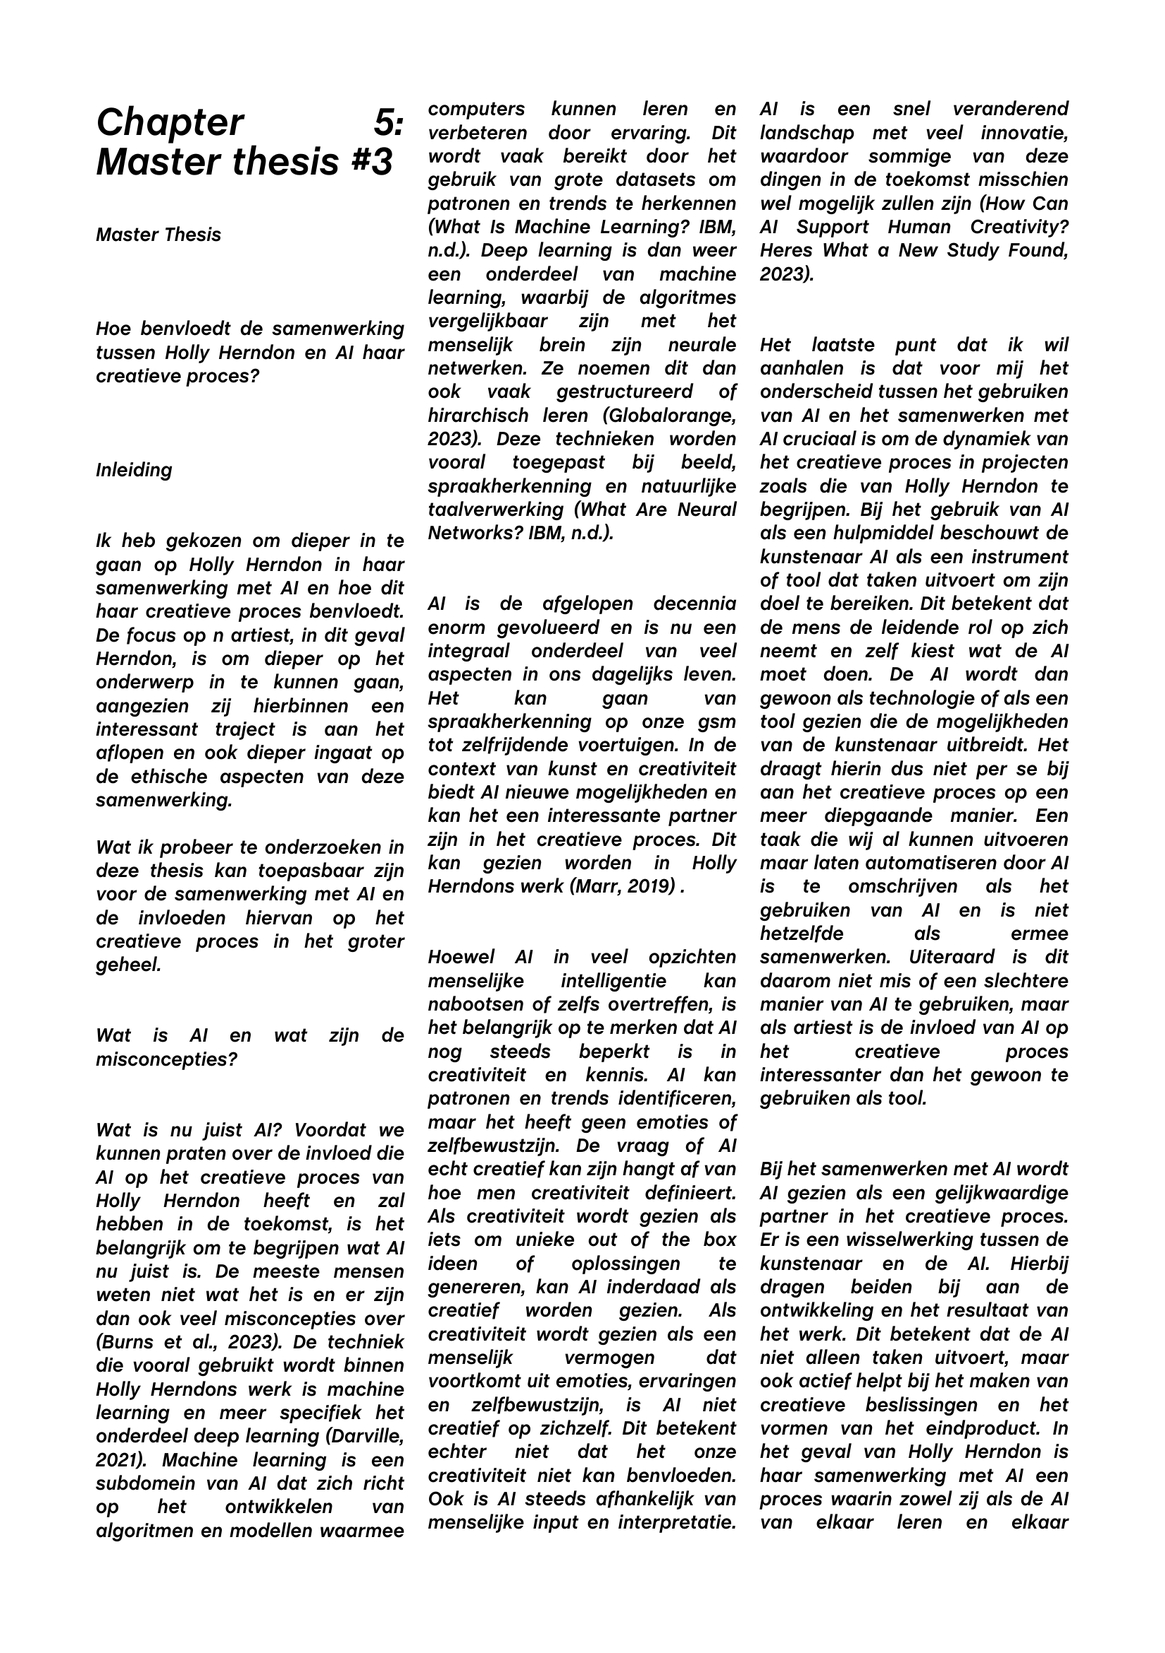 Chapter 5:
Master thesis #3
Master Thesis
Hoe benvloedt de samenwerking
tussen Holly Herndon en AI haar
creatieve proces?
Inleiding
Ik heb gekozen om dieper in te
gaan op Holly Herndon in haar
samenwerking met AI en hoe dit
haar creatieve proces benvloedt.
De focus op n artiest, in dit geval
Herndon, is om dieper op het
onderwerp in te kunnen gaan,
aangezien zij hierbinnen een
interessant traject is aan het
aflopen en ook dieper ingaat op
de ethische aspecten van deze
samenwerking.
Wat ik probeer te onderzoeken in
deze thesis kan toepasbaar zijn
voor de samenwerking met AI en
de invloeden hiervan op het
creatieve proces in het groter
geheel.
Wat is AI en wat zijn de
misconcepties?
Wat is nu juist AI? Voordat we
kunnen praten over de invloed die
AI op het creatieve proces van
Holly Herndon heeft en zal
hebben in de toekomst, is het
belangrijk om te begrijpen wat AI
nu juist is. De meeste mensen
weten niet wat het is en er zijn
dan ook veel misconcepties over
(Burns et al., 2023). De techniek
die vooral gebruikt wordt binnen
Holly Herndons werk is machine
learning en meer specifiek het
onderdeel deep learning (Darville,
2021). Machine learning is een
subdomein van AI dat zich richt
op het ontwikkelen van
algoritmen en modellen waarmee
computers kunnen leren en
verbeteren door ervaring. Dit
wordt vaak bereikt door het
gebruik van grote datasets om
patronen en trends te herkennen
(What Is Machine Learning? IBM,
n.d.). Deep learning is dan weer
een onderdeel van machine
learning, waarbij de algoritmes
vergelijkbaar zijn met het
menselijk brein zijn neurale
netwerken. Ze noemen dit dan
ook vaak gestructureerd of
hirarchisch leren (Globalorange,
2023). Deze technieken worden
vooral toegepast bij beeld,
spraakherkenning en natuurlijke
taalverwerking (What Are Neural
Networks? IBM, n.d.).
AI is de afgelopen decennia
enorm gevolueerd en is nu een
integraal onderdeel van veel
aspecten in ons dagelijks leven.
Het kan gaan van
spraakherkenning op onze gsm
tot zelfrijdende voertuigen. In de
context van kunst en creativiteit
biedt AI nieuwe mogelijkheden en
kan het een interessante partner
zijn in het creatieve proces. Dit
kan gezien worden in Holly
Herndons werk (Marr, 2019) .
Hoewel AI in veel opzichten
menselijke intelligentie kan
nabootsen of zelfs overtreffen, is
het belangrijk op te merken dat AI
nog steeds beperkt is in
creativiteit en kennis. AI kan
patronen en trends identificeren,
maar het heeft geen emoties of
zelfbewustzijn. De vraag of AI
echt creatief kan zijn hangt af van
hoe men creativiteit definieert.
Als creativiteit wordt gezien als
iets om unieke out of the box
ideen of oplossingen te
genereren, kan AI inderdaad als
creatief worden gezien. Als
creativiteit wordt gezien als een
menselijk vermogen dat
voortkomt uit emoties, ervaringen
en zelfbewustzijn, is AI niet
creatief op zichzelf. Dit betekent
echter niet dat het onze
creativiteit niet kan benvloeden.
Ook is AI steeds afhankelijk van
menselijke input en interpretatie.
AI is een snel veranderend
landschap met veel innovatie,
waardoor sommige van deze
dingen in de toekomst misschien
wel mogelijk zullen zijn (How Can
AI Support Human Creativity?
Heres What a New Study Found,
2023).
Het laatste punt dat ik wil
aanhalen is dat voor mij het
onderscheid tussen het gebruiken
van AI en het samenwerken met
AI cruciaal is om de dynamiek van
het creatieve proces in projecten
zoals die van Holly Herndon te
begrijpen. Bij het gebruik van AI
als een hulpmiddel beschouwt de
kunstenaar AI als een instrument
of tool dat taken uitvoert om zijn
doel te bereiken. Dit betekent dat
de mens de leidende rol op zich
neemt en zelf kiest wat de AI
moet doen. De AI wordt dan
gewoon als technologie of als een
tool gezien die de mogelijkheden
van de kunstenaar uitbreidt. Het
draagt hierin dus niet per se bij
aan het creatieve proces op een
meer diepgaande manier. Een
taak die wij al kunnen uitvoeren
maar laten automatiseren door AI
is te omschrijven als het
gebruiken van AI en is niet
hetzelfde als ermee
samenwerken. Uiteraard is dit
daarom niet mis of een slechtere
manier van AI te gebruiken, maar
als artiest is de invloed van AI op
het creatieve proces
interessanter dan het gewoon te
gebruiken als tool.
Bij het samenwerken met AI wordt
AI gezien als een gelijkwaardige
partner in het creatieve proces.
Er is een wisselwerking tussen de
kunstenaar en de AI. Hierbij
dragen beiden bij aan de
ontwikkeling en het resultaat van
het werk. Dit betekent dat de AI
niet alleen taken uitvoert, maar
ook actief helpt bij het maken van
creatieve beslissingen en het
vormen van het eindproduct. In
het geval van Holly Herndon is
haar samenwerking met AI een
proces waarin zowel zij als de AI
van elkaar leren en elkaar